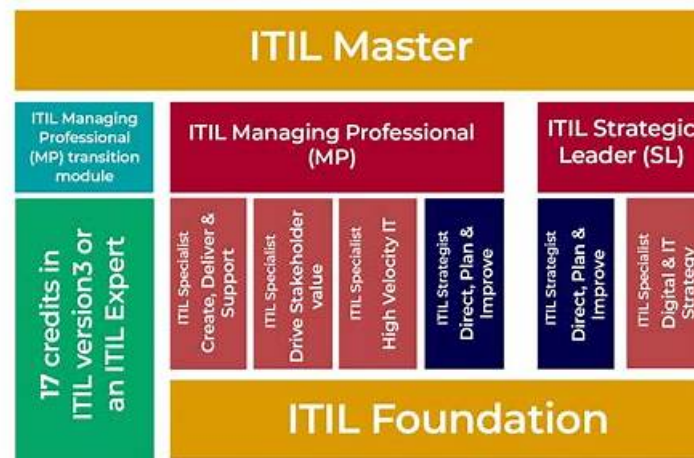 ITIL Master
ITIL Managing
Professional
(MP) transition
module
ITIL Managing Professional
(MP)
ITIL Strategic
Leader (SL)
17 credits in
ITIL version3 or
an ITIL Expert
ITIL Specialist
Create, Deliver &
Support
ITIL Specialist
Drive Stakeholder
value
ITIL Specialist
High Velocity IT
ITIL Strategist
Direct, Plan &
Improve
ITIL Strategist
Direct, Plan &
Improve
ITIL Specialist
Digital & IT
Strategy
ITIL Foundation